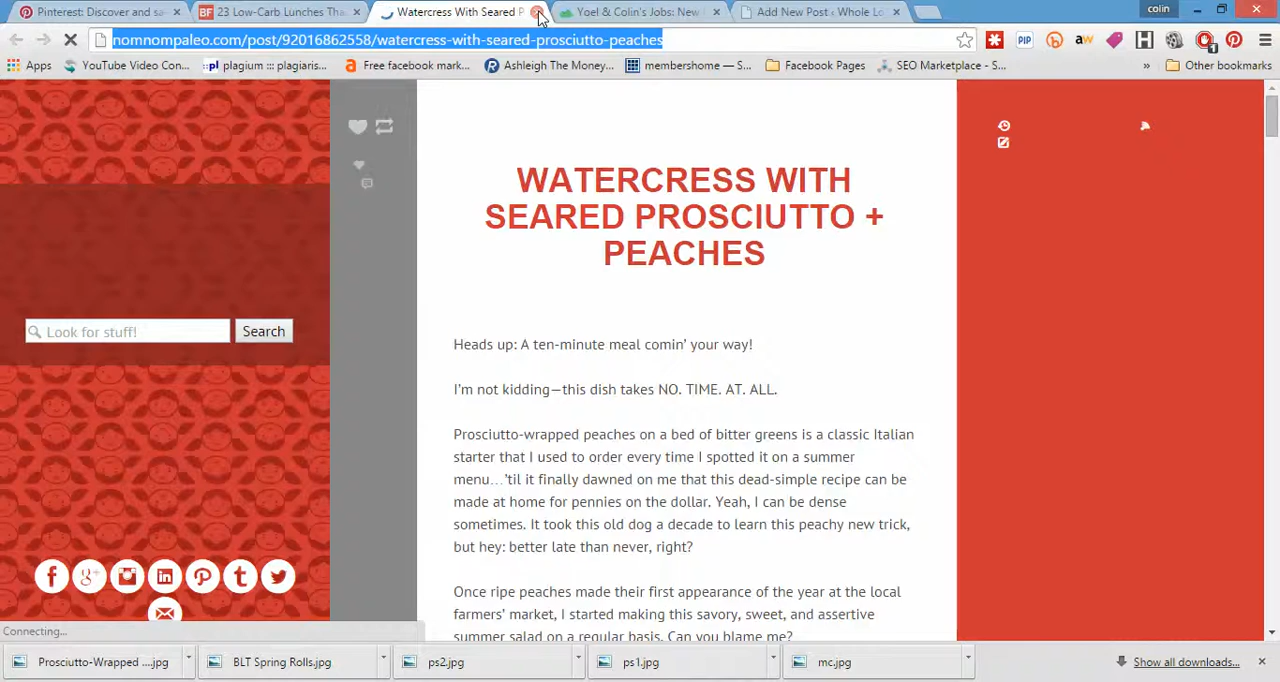 Pinterest: Discover and sa
23 Low-Carb Lunches Tha
Watercress With Seared P
Yoel & Colin's Jobs: New
Add New Post ‹ Whole Lo
colin
nomnompaleo.com/post/92016862558/watercress-with-seared-prosciutto-peaches
Apps
YouTube Video Con...
plagium ::: plagiaris...
Free facebook mark...
Ashleigh The Money...
membershome — S...
Facebook Pages
SEO Marketplace - S...
»
Other bookmarks
WATERCRESS WITH
SEARED PROSCIUTTO +
PEACHES
Look for stuff!
Search
Heads up: A ten-minute meal comin’ your way!
I’m not kidding—this dish takes NO. TIME. AT. ALL.
Prosciutto-wrapped peaches on a bed of bitter greens is a classic Italian
starter that I used to order every time I spotted it on a summer
menu…’til it finally dawned on me that this dead-simple recipe can be
made at home for pennies on the dollar. Yeah, I can be dense
sometimes. It took this old dog a decade to learn this peachy new trick,
but hey: better late than never, right?
Once ripe peaches made their first appearance of the year at the local
farmers’ market, I started making this savory, sweet, and assertive
summer salad on a regular basis. Can you blame me?
Connecting...
Prosciutto-Wrapped ....jpg
BLT Spring Rolls.jpg
ps2.jpg
ps1.jpg
mc.jpg
Show all downloads...